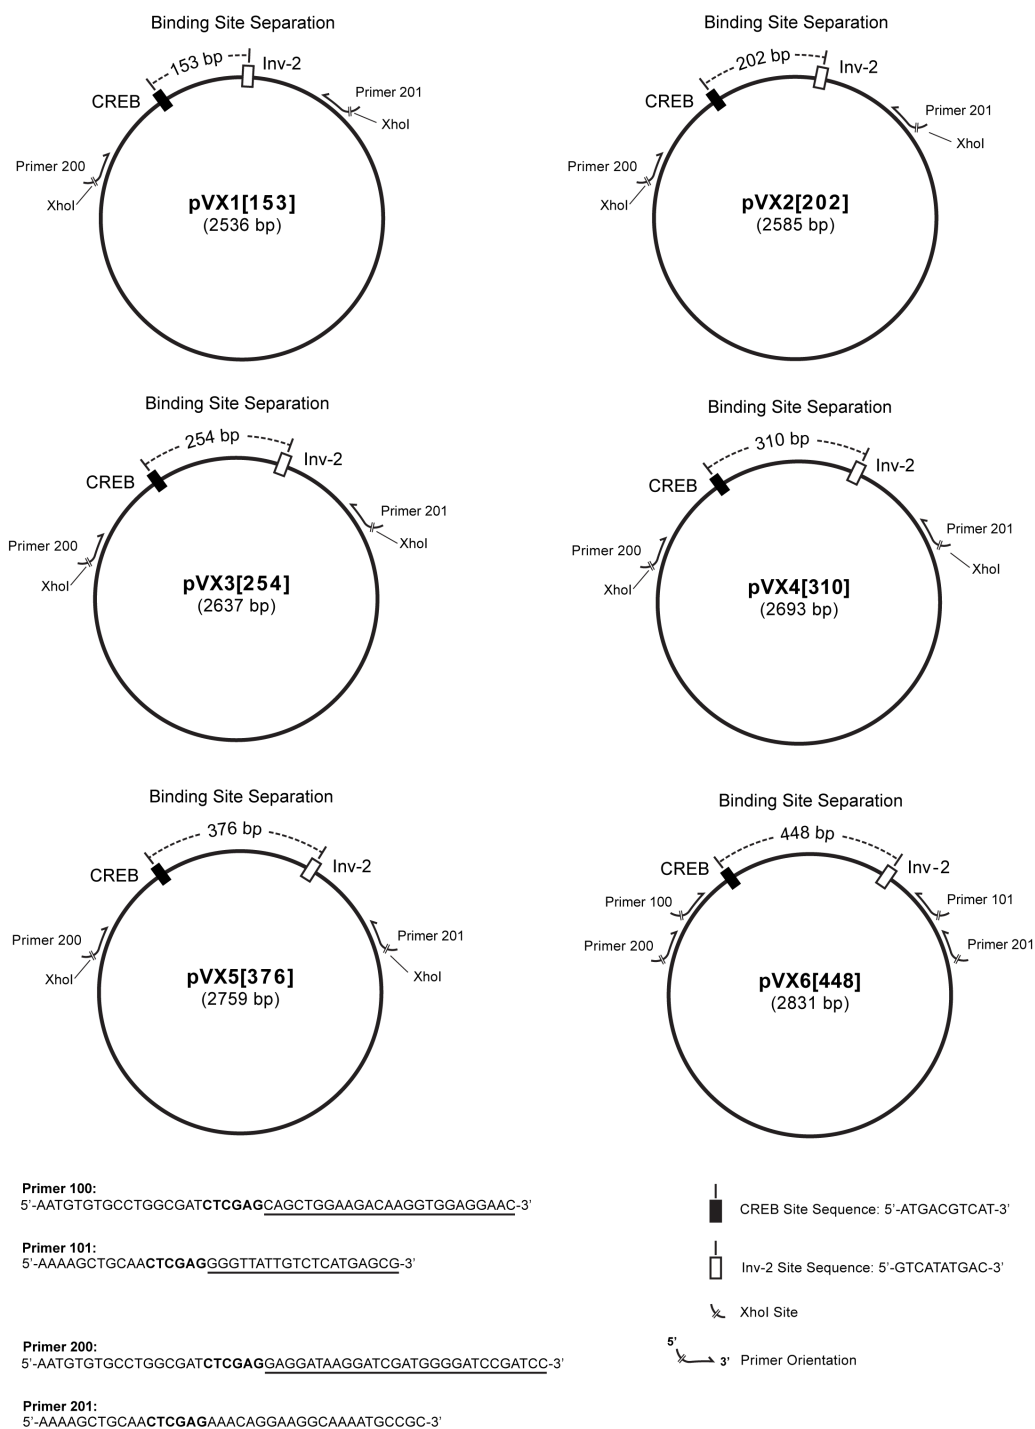 Binding Site Separation
153 bp
Inv-2
CREB
Primer 201
XhoI
Primer 200
XhoI
pVX1[153]
(2536 bp)
Binding Site Separation
202 bp
Inv-2
CREB
Primer 201
XhoI
Primer 200
XhoI
pVX2[202]
(2585 bp)
Binding Site Separation
254 bp
Inv-2
CREB
Primer 201
XhoI
Primer 200
XhoI
pVX3[254]
(2637 bp)
Binding Site Separation
310 bp
Inv-2
CREB
Primer 201
XhoI
Primer 200
XhoI
pVX4[310]
(2693 bp)
Binding Site Separation
376 bp
Inv-2
CREB
Primer 201
XhoI
Primer 200
XhoI
pVX5[376]
(2759 bp)
Binding Site Separation
448 bp
Inv-2
CREB
Primer 100
Primer 101
Primer 200
Primer 201
pVX6[448]
(2831 bp)
Primer 100:
5'-AATGTGTGCCTGGCGATCTCGAGCAGCTGGAAGACAAGGTGGAGGAAC-3'
Primer 101:
5'-AAAAGCTGCAACTCGAGGGGTTATTGTCTCATGAGCG-3'
Primer 200:
5'-AATGTGTGCCTGGCGATCTCGAGGAGGATAAGGATCGATGGGGATCCGATCC-3'
Primer 201:
5'-AAAAGCTGCAACTCGAGAAACAGGAAGGCAAAATGCCGC-3'
CREB Site Sequence: 5'-ATGACGTCAT-3'
Inv-2 Site Sequence: 5'-GTCATATGAC-3'
XhoI Site
5'
3'
Primer Orientation